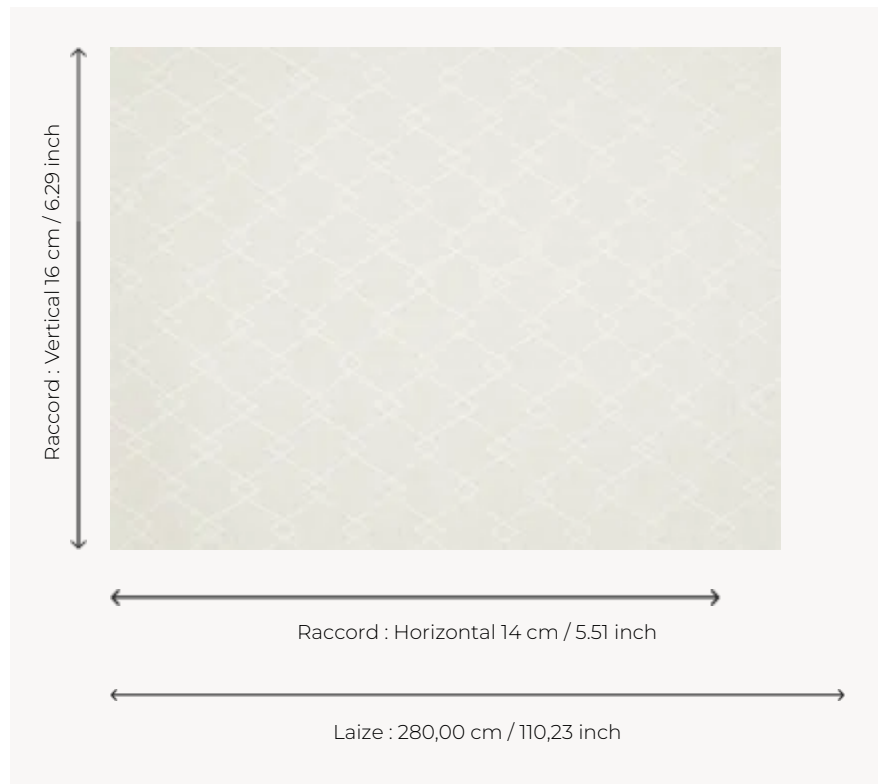 Raccord : Vertical 16 cm / 6.29 inch
Raccord : Horizontal 14 cm / 5.51 inch
Laize : 280,00 cm / 110,23 inch